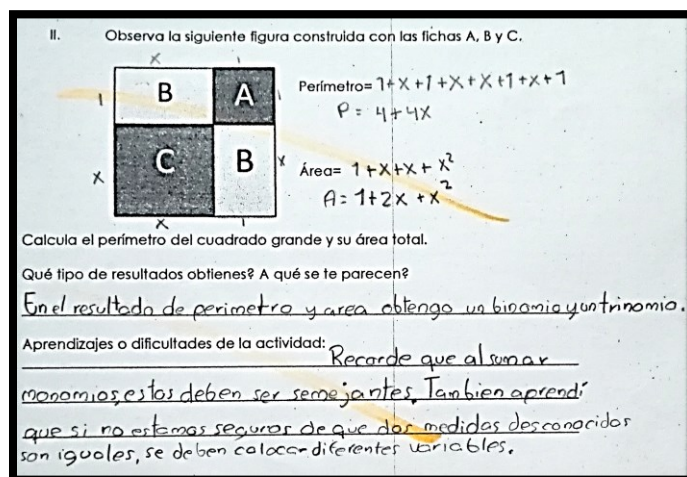 II. Observa la siguiente figura construida con las fichas A, B y C.
x 1
1 B A 1
Perímetro= 1+x+1+x+x+1+x+1
P= 4+4x
x C B x
Área= 1+x+x+x²
A= 1+2x+x²
x 1
Calcula el perímetro del cuadrado grande y su área total.
Qué tipo de resultados obtienes? A qué se te parecen?
En el resultado de perimetro y area obtengo un binomio y un trinomio.
Aprendizajes o dificultades de la actividad: Recorde que al sumar
monomios, estos deben ser semejantes. Tambien aprendí
que si no estamos seguros de que dos medidas desconocidas
son iguales, se deben colocar diferentes variables.